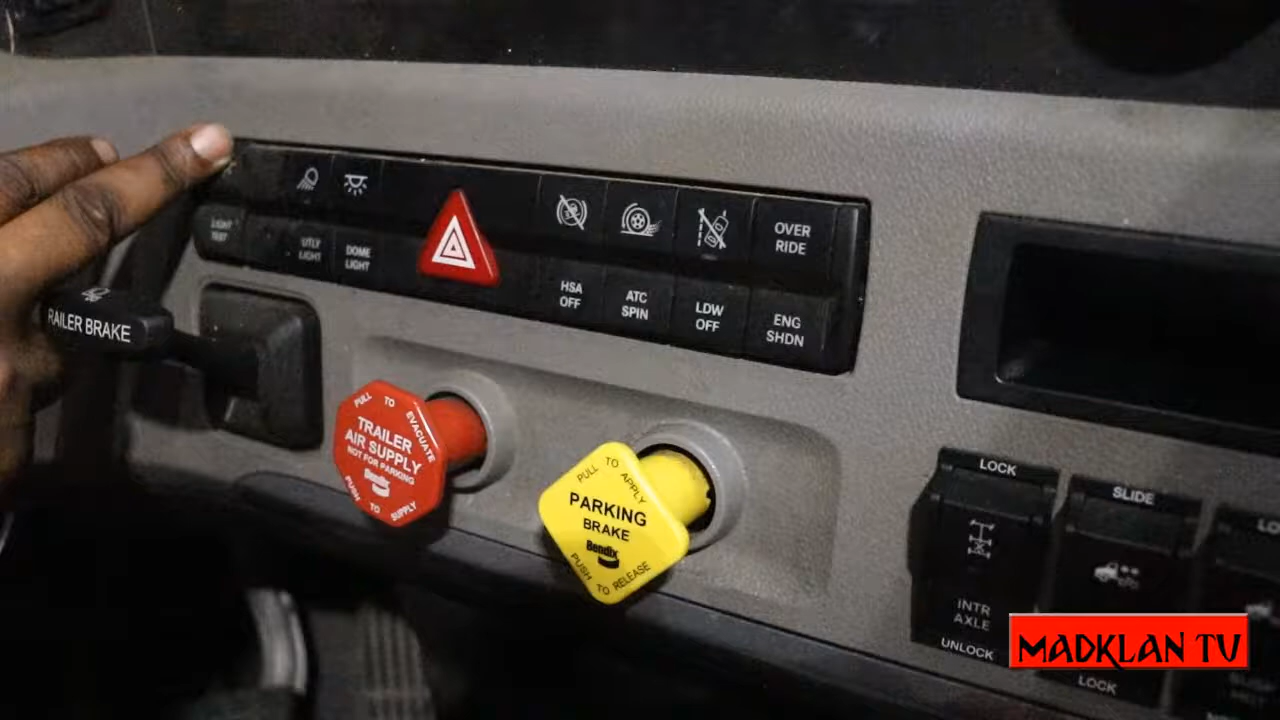 LIGHT
TEST
UTLY
LIGHT
DOME
LIGHT
HSA
OFF
ATC
SPIN
LDW
OFF
OVER
RIDE
ENG
SHDN
RAILER BRAKE
PULL TO EVACUATE
TRAILER
AIR SUPPLY
NOT FOR PARKING
Bendix
PUSH TO SUPPLY
PULL TO APPLY
PARKING
BRAKE
Bendix
PUSH TO RELEASE
LOCK
INTR
AXLE
UNLOCK
SLIDE
LOCK
MADKLAN TV